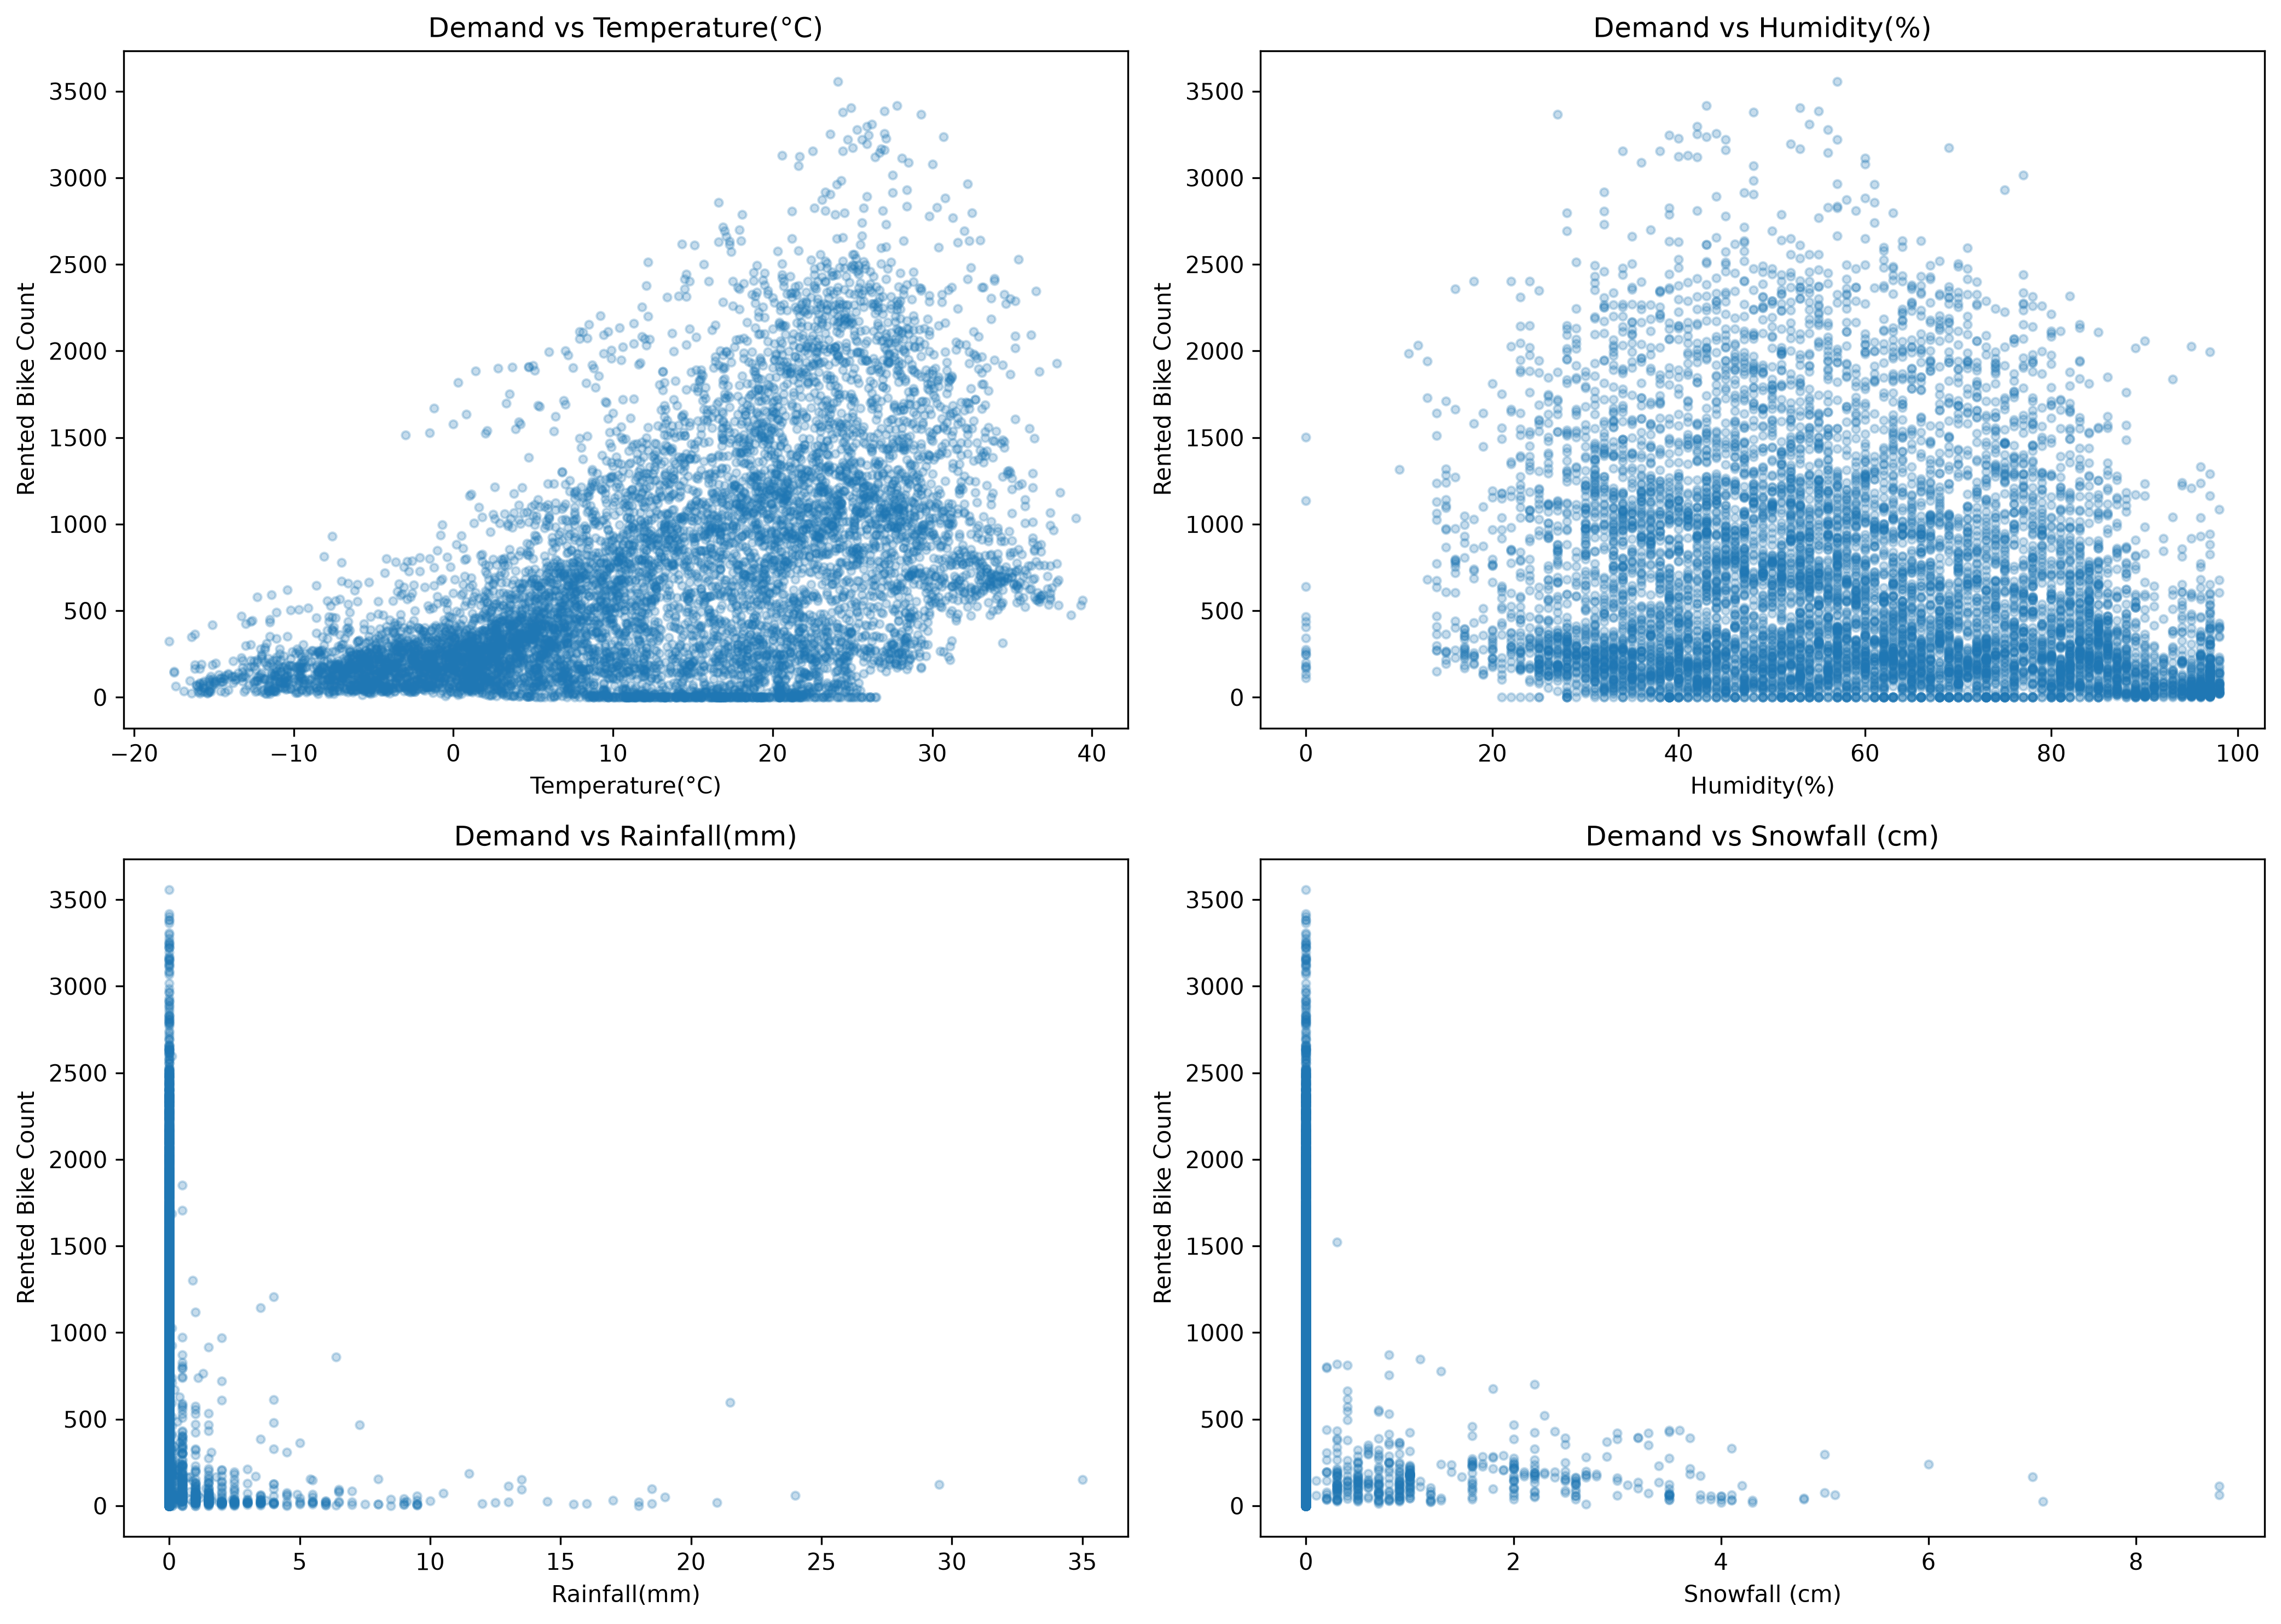 Demand vs Temperature(°C)
Rented Bike Count
3500
3000
2500
2000
1500
1000
500
0
−20 −10 0 10 20 30 40
Temperature(°C)
Demand vs Humidity(%)
Rented Bike Count
3500
3000
2500
2000
1500
1000
500
0
0 20 40 60 80 100
Humidity(%)
Demand vs Rainfall(mm)
Rented Bike Count
3500
3000
2500
2000
1500
1000
500
0
0 5 10 15 20 25 30 35
Rainfall(mm)
Demand vs Snowfall (cm)
Rented Bike Count
3500
3000
2500
2000
1500
1000
500
0
0 2 4 6 8
Snowfall (cm)